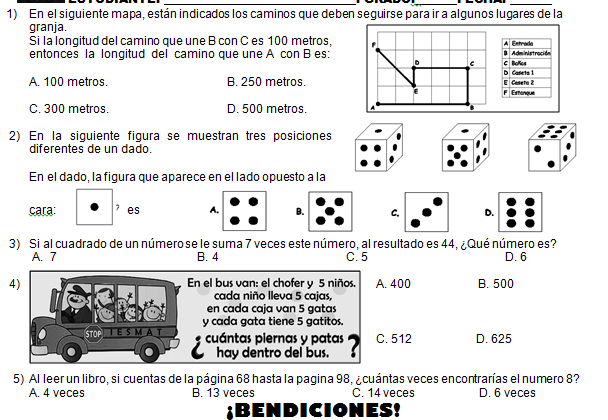 1) En el siguiente mapa, están indicados los caminos que deben seguirse para ir a algunos lugares de la
granja.
Si la longitud del camino que une B con C es 100 metros,
entonces la longitud del camino que une A con B es:
A. 100 metros. B. 250 metros.
C. 300 metros. D. 500 metros.
F
D
C
E
A
B
A Entrada
B Administración
C Baños
D Caseta 1
E Caseta 2
F Estanque
2) En la siguiente figura se muestran tres posiciones
diferentes de un dado.
En el dado, la figura que aparece en el lado opuesto a la
cara: ? es A. B. C. D.
3) Si al cuadrado de un número se le suma 7 veces este número, al resultado es 44, ¿Qué número es?
A. 7 B. 4 C. 5 D. 6
4)
STOP IESMAT
En el bus van: el chofer y 5 niños.
cada niño lleva 5 cajas,
en cada caja van 5 gatas
y cada gata tiene 5 gatitos.
¿cuántas piernas y patas
hay dentro del bus. ?
A. 400 B. 500
C. 512 D. 625
5) Al leer un libro, si cuentas de la página 68 hasta la pagina 98, ¿cuántas veces encontrarías el numero 8?
A. 4 veces B. 13 veces C. 14 veces D. 6 veces
¡BENDICIONES!